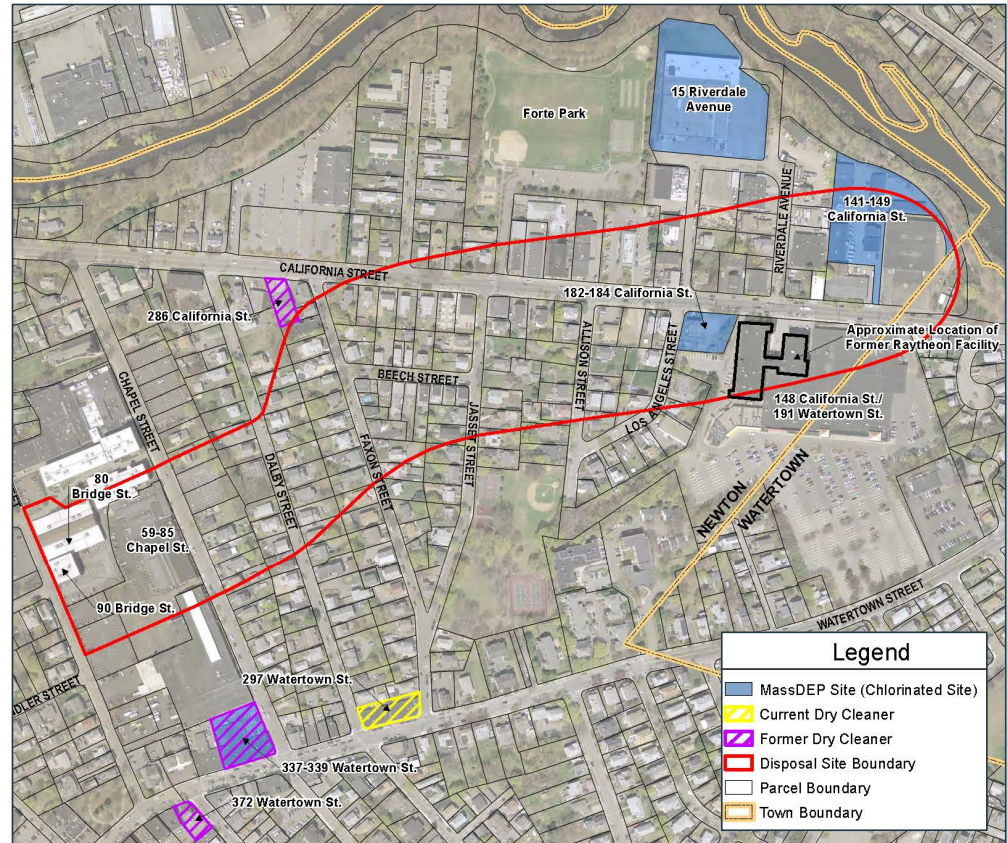 Forte Park
15 Riverdale
Avenue
RIVERDALE AVENUE
141-149
California St.
CALIFORNIA STREET
286 California St.
182-184 California St.
Approximate Location of
Former Raytheon Facility
CHAPEL STREET
BEECH STREET
ALLISON STREET
LOS ANGELES STREET
148 California St./
191 Watertown St.
JASSET STREET
FAXON STREET
DALBY STREET
80
Bridge St.
59-85
Chapel St.
90 Bridge St.
NEWTON
WATERTOWN
WATERTOWN STREET
297 Watertown St.
337-339 Watertown St.
372 Watertown St.
Legend
MassDEP Site (Chlorinated Site)
Current Dry Cleaner
Former Dry Cleaner
Disposal Site Boundary
Parcel Boundary
Town Boundary